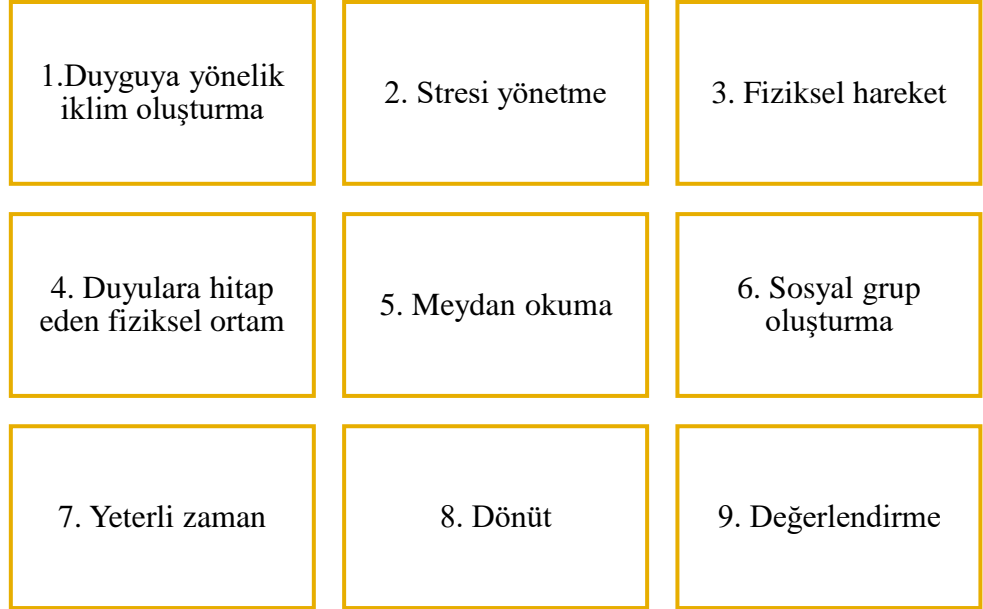 1.Duyguya yönelik
iklim oluşturma
2. Stresi yönetme
3. Fiziksel hareket
4. Duyulara hitap
eden fiziksel ortam
5. Meydan okuma
6. Sosyal grup
oluşturma
7. Yeterli zaman
8. Dönüt
9. Değerlendirme